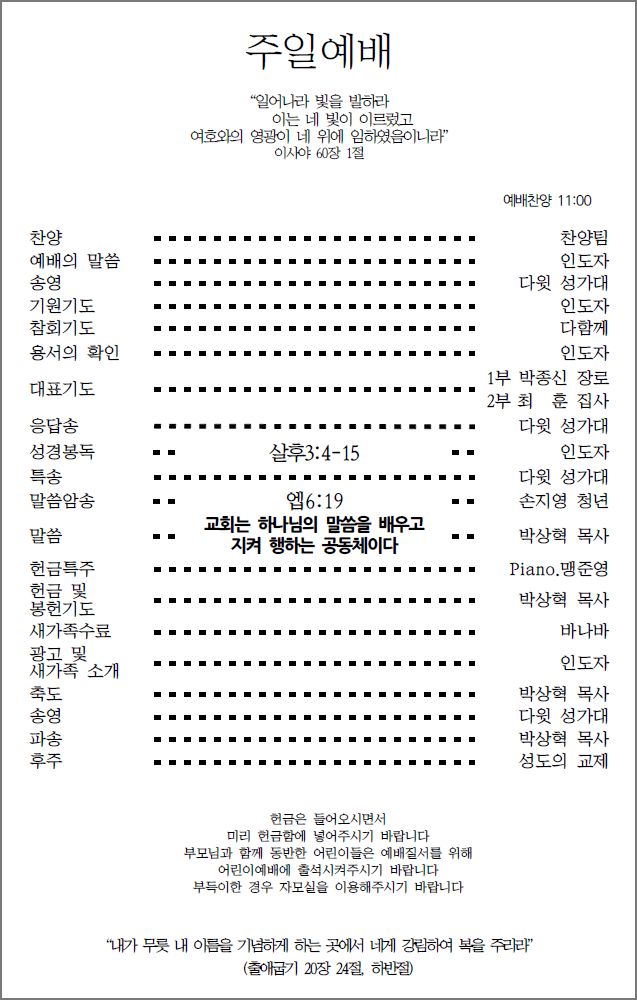 주일예배
“일어나라 빛을 발하라
이는 네 빛이 이르렀고
여호와의 영광이 네 위에 임하였음이니라”
이사야 60장 1절
예배찬양 11:00
찬양 찬양팀
예배의 말씀 인도자
송영 다윗 성가대
기원기도 인도자
참회기도 다함께
용서의 확인 인도자
대표기도 1부 박종신 장로
2부 최 훈 집사
응답송 다윗 성가대
성경봉독 살후3:4-15 인도자
특송 다윗 성가대
말씀암송 엡6:19 손지영 청년
말씀 교회는 하나님의 말씀을 배우고
지켜 행하는 공동체이다 박상혁 목사
헌금특주 Piano.맹준영
헌금 및
봉헌기도 박상혁 목사
새가족수료 바나바
광고 및
새가족 소개 인도자
축도 박상혁 목사
송영 다윗 성가대
파송 박상혁 목사
후주 성도의 교제
헌금은 들어오시면서
미리 헌금함에 넣어주시기 바랍니다
부모님과 함께 동반한 어린이들은 예배질서를 위해
어린이예배에 출석시켜주시기 바랍니다
부득이한 경우 자모실을 이용해주시기 바랍니다
“내가 무릇 내 이름을 기념하게 하는 곳에서 네게 강림하여 복을 주리라”
(출애굽기 20장 24절, 하반절)